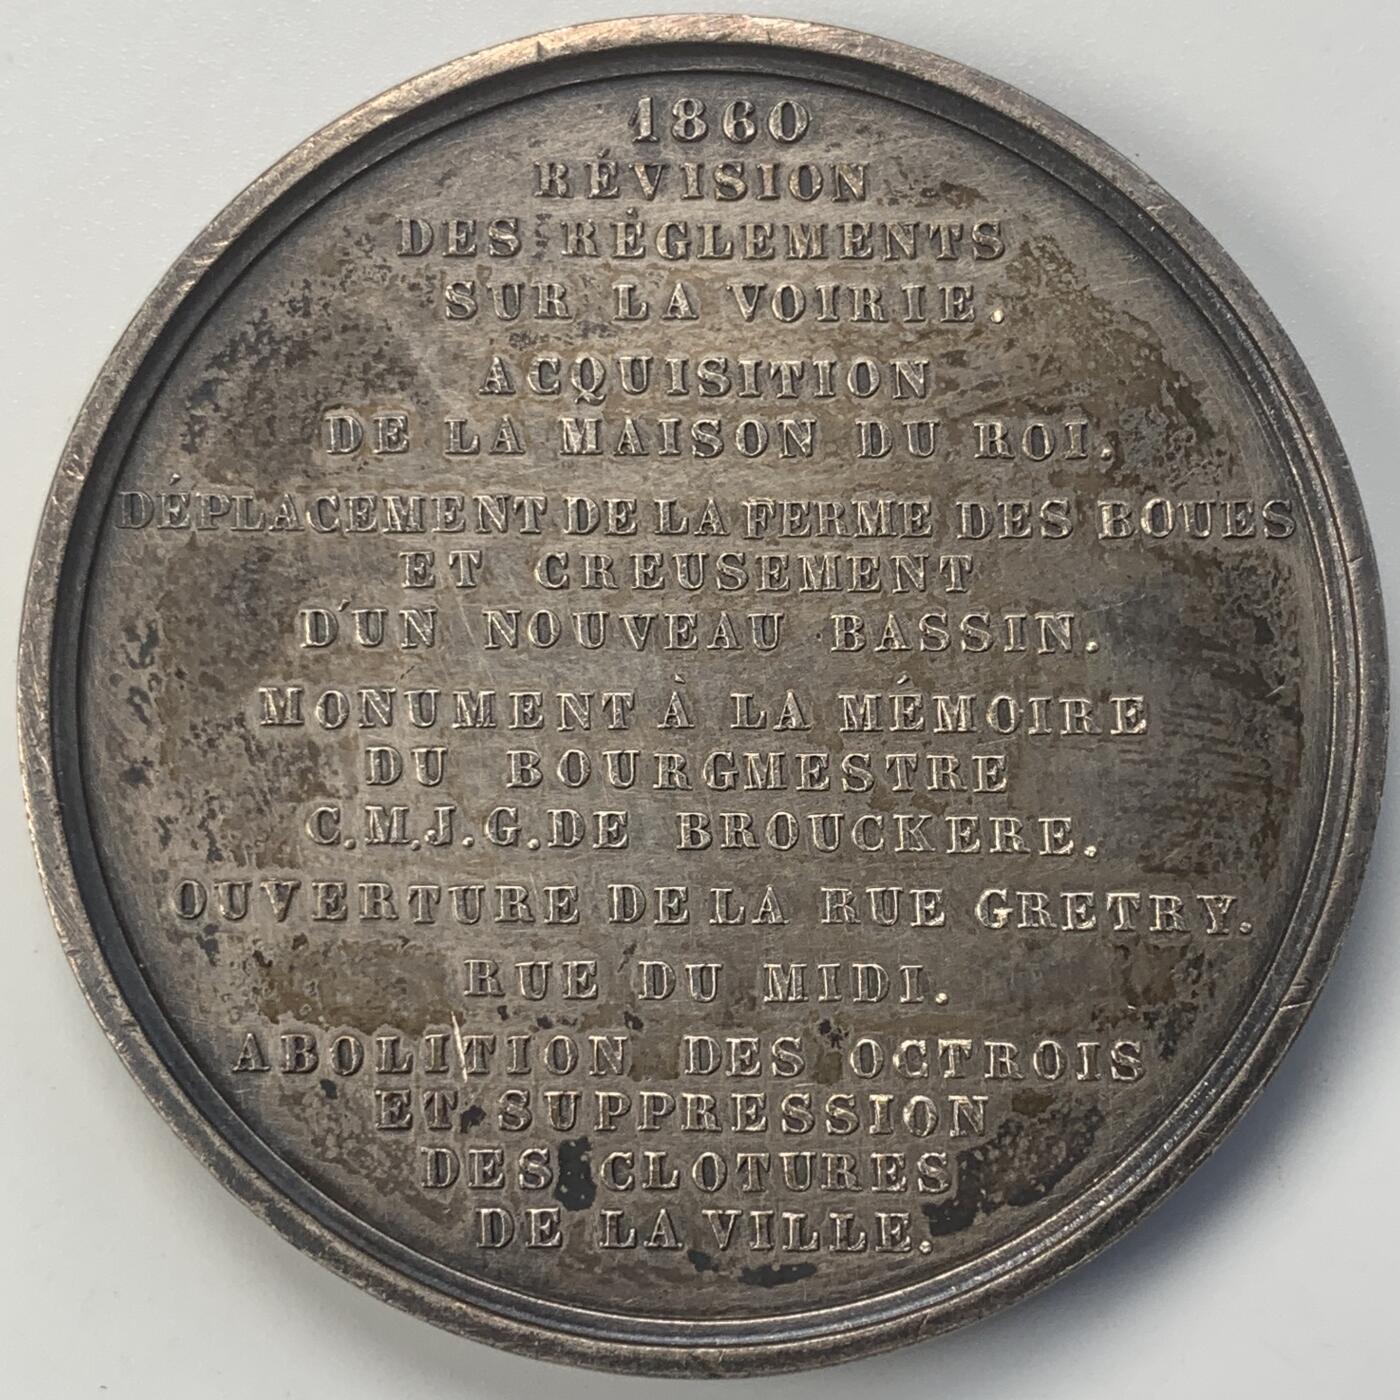 1860
RÉVISION
DES RÉGLEMENTS
SUR LA VOIRIE.
ACQUISITION
DE LA MAISON DU ROI.
DÉPLACEMENT DE LA FERME DES BOUES
ET CREUSEMENT
D'UN NOUVEAU BASSIN.
MONUMENT À LA MÉMOIRE
DU BOURGMESTRE
C.M.J.G.DE BROUCKERE.
OUVERTURE DE LA RUE GRETRY.
RUE DU MIDI.
ABOLITION DES OCTROIS
ET SUPPRESSION
DES CLOTURES
DE LA VILLE.